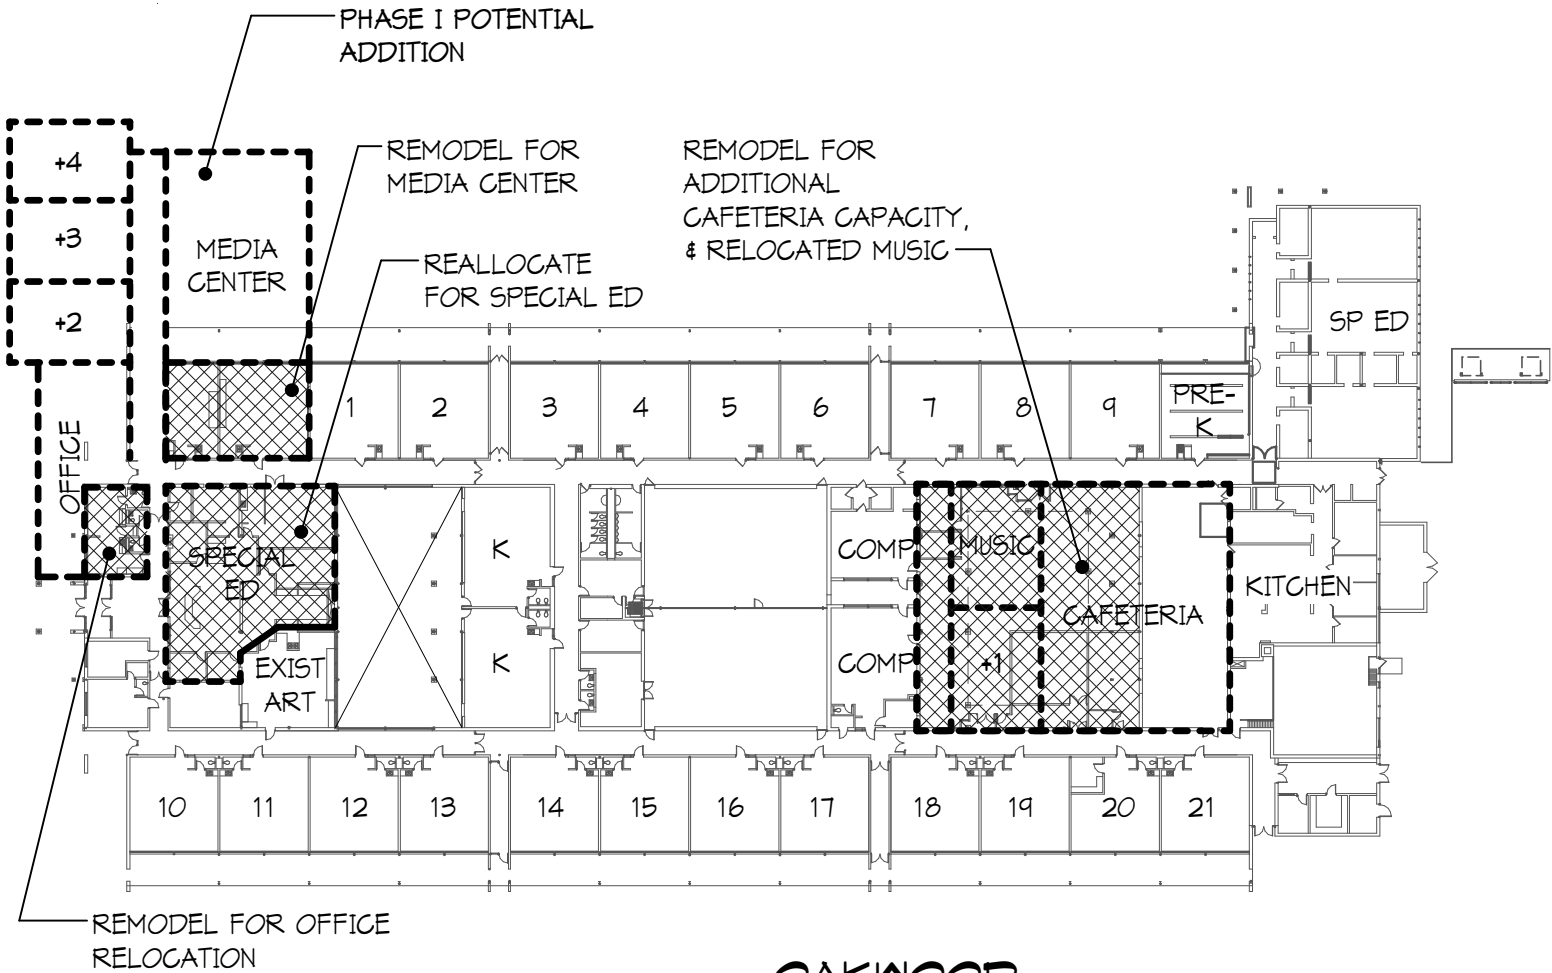 PHASE I POTENTIAL
ADDITION
REMODEL FOR
MEDIA CENTER
REMODEL FOR
ADDITIONAL
CAFETERIA CAPACITY,
& RELOCATED MUSIC
+4
+3
+2
MEDIA
CENTER
REALLOCATE
FOR SPECIAL ED
SP ED
OFFICE
1
2
3
4
5
6
7
8
9
PRE-
K
SPECIAL
ED
EXIST
ART
K
K
COMP
COMP
MUSIC
+1
CAFETERIA
KITCHEN
10
11
12
13
14
15
16
17
18
19
20
21
REMODEL FOR OFFICE
RELOCATION